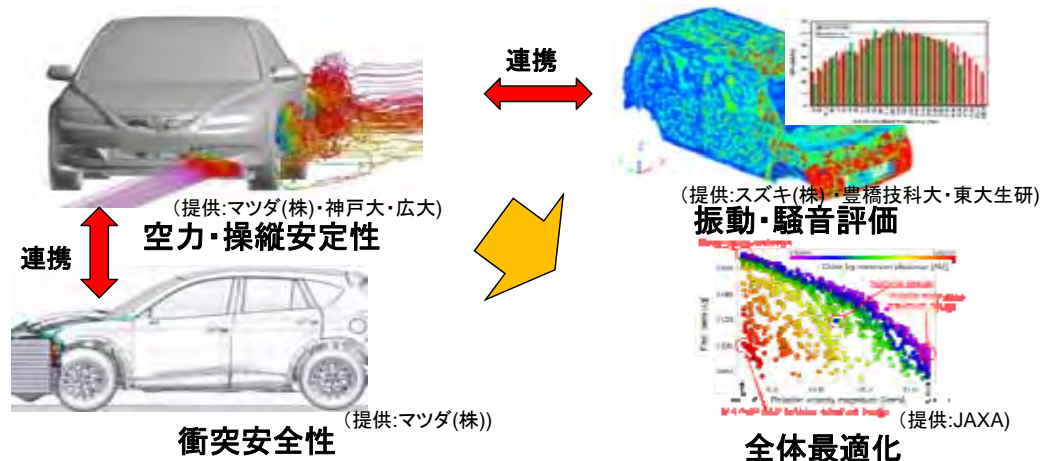 連携
(提供:マツダ(株)・神戸大・広大)
空力・操縦安定性
(提供:スズキ(株)・豊橋技科大・東大生研)
振動・騒音評価
連携
(提供:マツダ(株))
衝突安全性
(提供:JAXA)
全体最適化